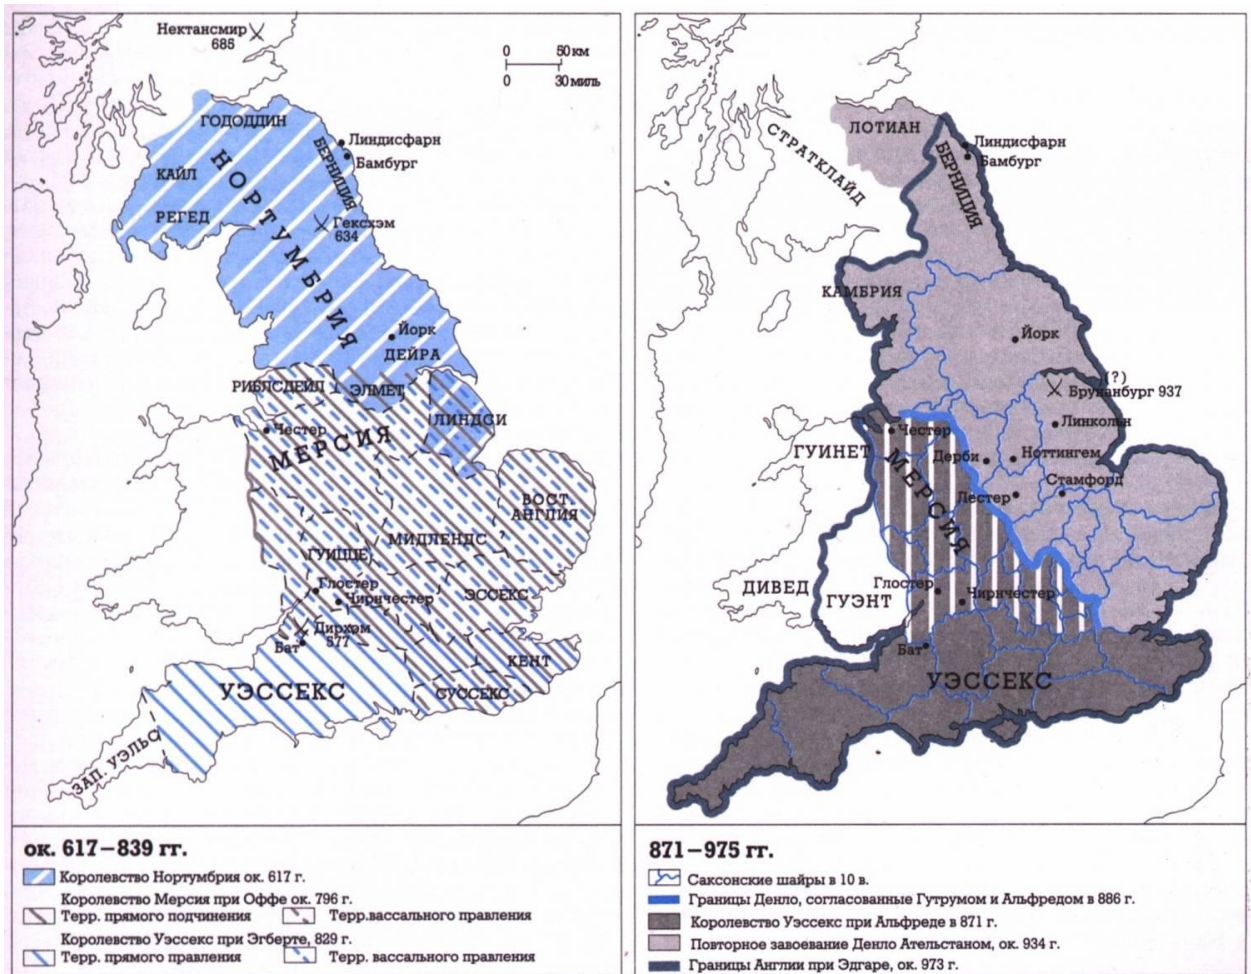 Нектансмир
685
0 50 км
0 30 миль
ГОДОДДИН
Линдисфарн
Бамбург
БЕРНИЦИЯ
КАЙЛ
НОРТУМБРИЯ
РЕГЕД
Гексхэм
634
Йорк
ДЕЙРА
РИБЛСДЕЙЛ
ЭЛМЕТ
ЛИНДСИ
Честер
МЕРСИЯ
ВОСТ.
АНГЛИЯ
МИДЛЕНДС
ГУИЩЕ
Глостер
Чирнчестер
ЭССЕКС
Дирхэм
577
Бат
КЕНТ
УЭССЕКС
СУССЕКС
ЗАП. УЭЛЬС
ок. 617–839 гг.
Королевство Нортумбрия ок. 617 г.
Королевство Мерсия при Оффе ок. 796 г.
Терр. прямого подчинения Терр.вассального правления
Королевство Уэссекс при Эгберте, 829 г.
Терр. прямого правления Терр. вассального правления
ЛОТИАН
СТРАТКЛАЙД
Линдисфарн
Бамбург
БЕРНИЦИЯ
КАМБРИЯ
Йорк
(?)
Брунанбург 937
Линкольн
Честер
ГУИНЕТ
МЕРСИЯ
Дерби
Ноттингем
Стамфорд
Лестер
ДИВЕД
ГУЭНТ
Глостер
Чирнчестер
Бат
УЭССЕКС
871–975 гг.
Саксонские шайры в 10 в.
Границы Денло, согласованные Гутрумом и Альфредом в 886 г.
Королевство Уэссекс при Альфреде в 871 г.
Повторное завоевание Денло Ательстаном, ок. 934 г.
Границы Англии при Эдгаре, ок. 973 г.